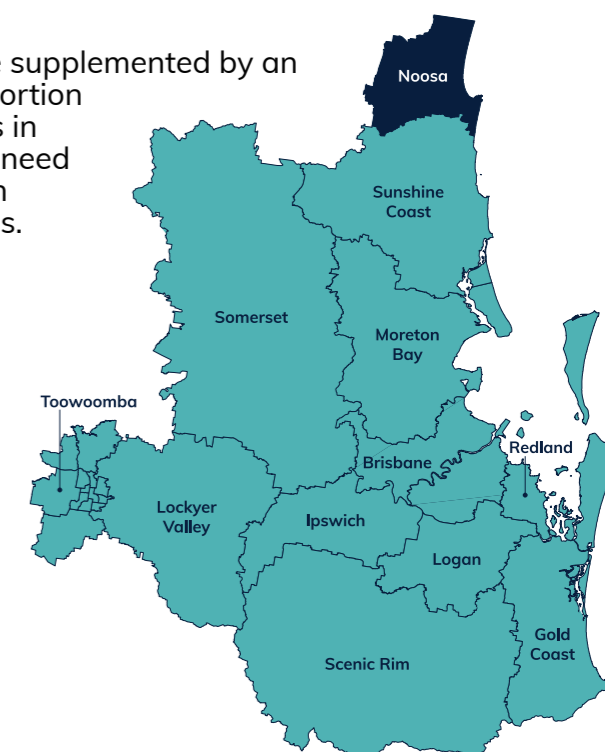 supplemented by an
ortion
in
need
s.
Noosa
Sunshine
Coast
Somerset
Moreton
Bay
Toowoomba
Redland
Brisbane
Lockyer
Valley
Ipswich
Logan
Gold
Coast
Scenic Rim